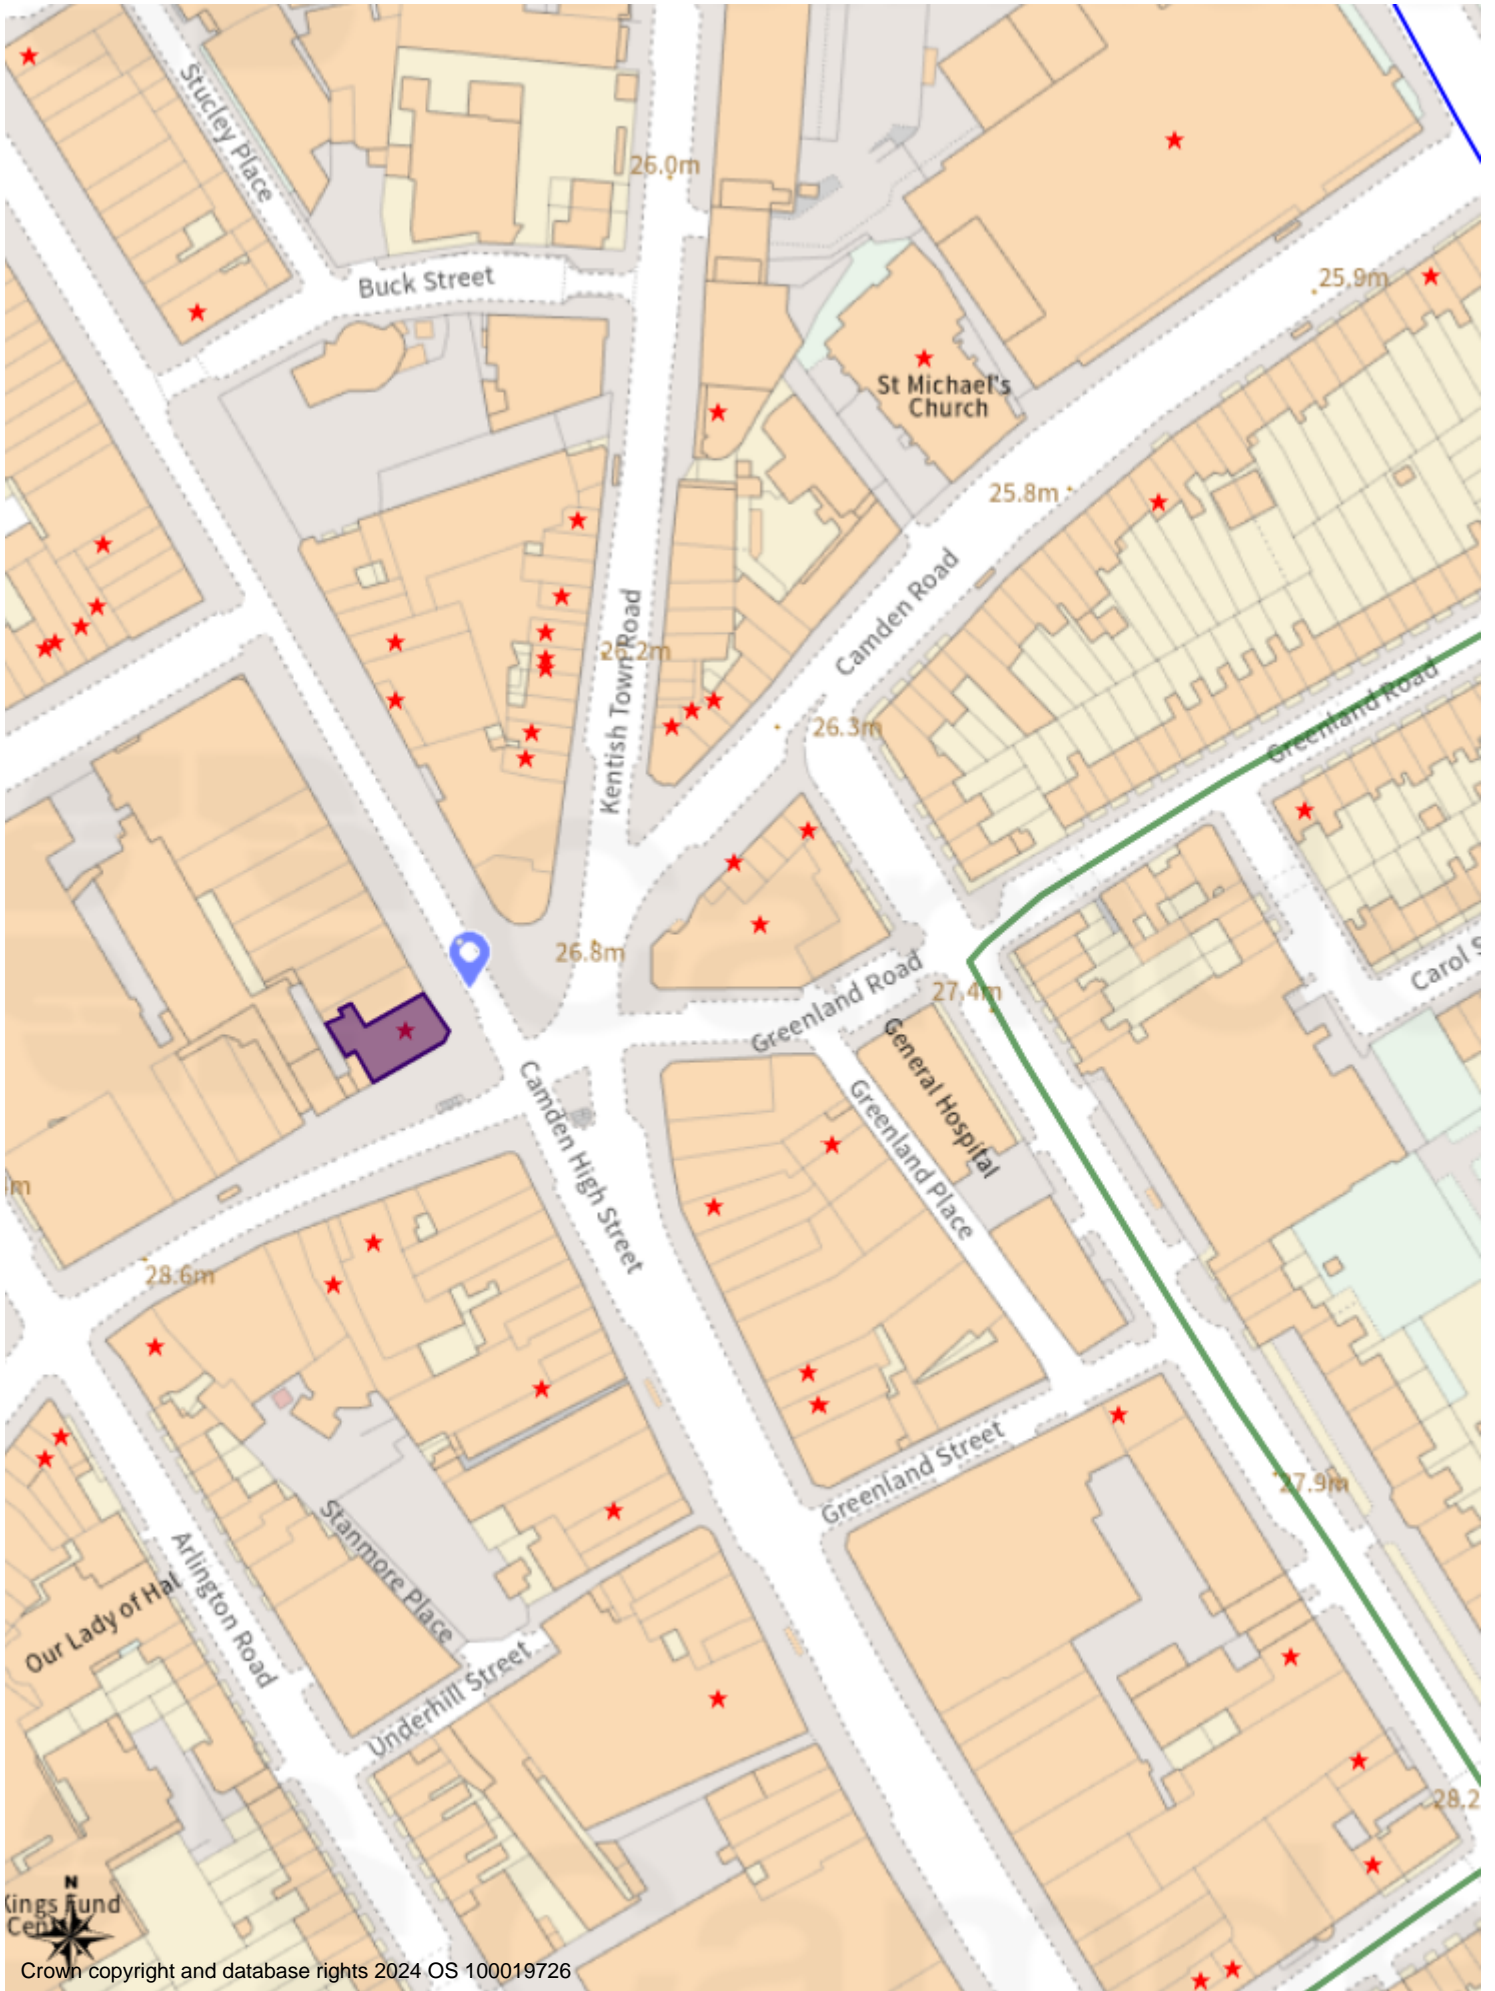 Stucley Place
26.0m
Buck Street
25.9m
St Michael's
Church
25.8m
Camden Road
Kentish Town Road
26.2m
26.3m
Greenland Road
26.8m
Greenland Road
27.4m
Carol S
General Hospital
Camden High Street
Greenland Place
m
28.6m
Greenland Street
27.9m
Stanmore Place
Arlington Road
Our Lady of Hal
Underhill Street
28.2
N
Kings Fund
Cent
Crown copyright and database rights 2024 OS 100019726